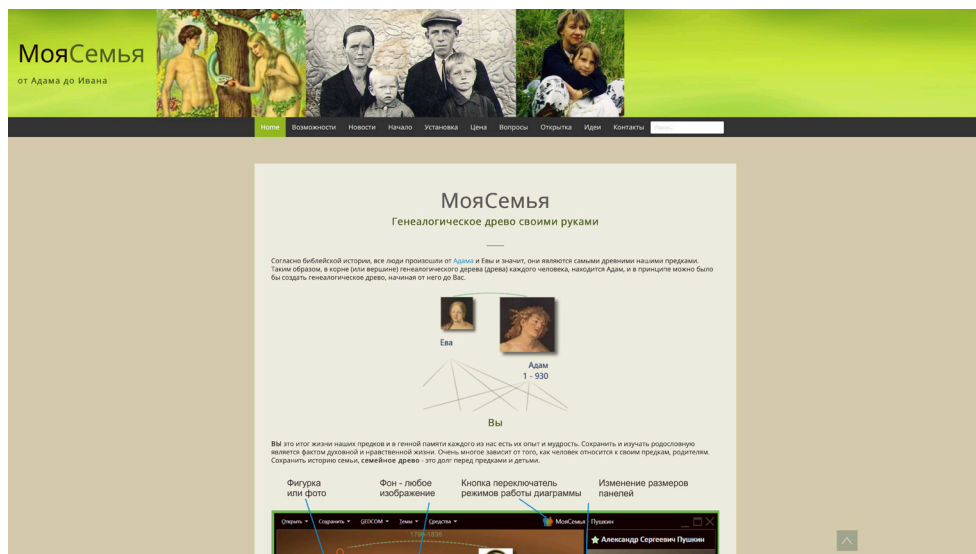 МояСемья
от Адама до Ивана
Home Возможности Новости Начало Установка Цена Вопросы Открытка Идеи Контакты
МояСемья
Генеалогическое древо своими руками
Согласно библейской истории, все люди произошли от Адама и Евы и значит, они являются самыми древними нашими предками.
Таким образом, в корне (или вершине) генеалогического дерева (древа) каждого человека, находится Адам, и в принципе можно было
бы создать генеалогическое древо, начиная от него до Вас.
Ева
Адам
1 - 930
Вы
ВЫ это итог жизни наших предков и в генной памяти каждого из нас есть их опыт и мудрость. Сохранить и изучать родословную
является фактом духовной и нравственной жизни. Очень многое зависит от того, как человек относится к своим предкам, родителям.
Сохранить историю семьи, семейное древо - это долг перед предками и детьми.
Фигурка
или фото
Фон - любое
изображение
Кнопка переключатель
режимов работы диаграммы
Изменение размеров
панелей
Открыть Сохранить GEDCOM Темы Средства МояСемья - Пушкин
Александр Сергеевич Пушкин